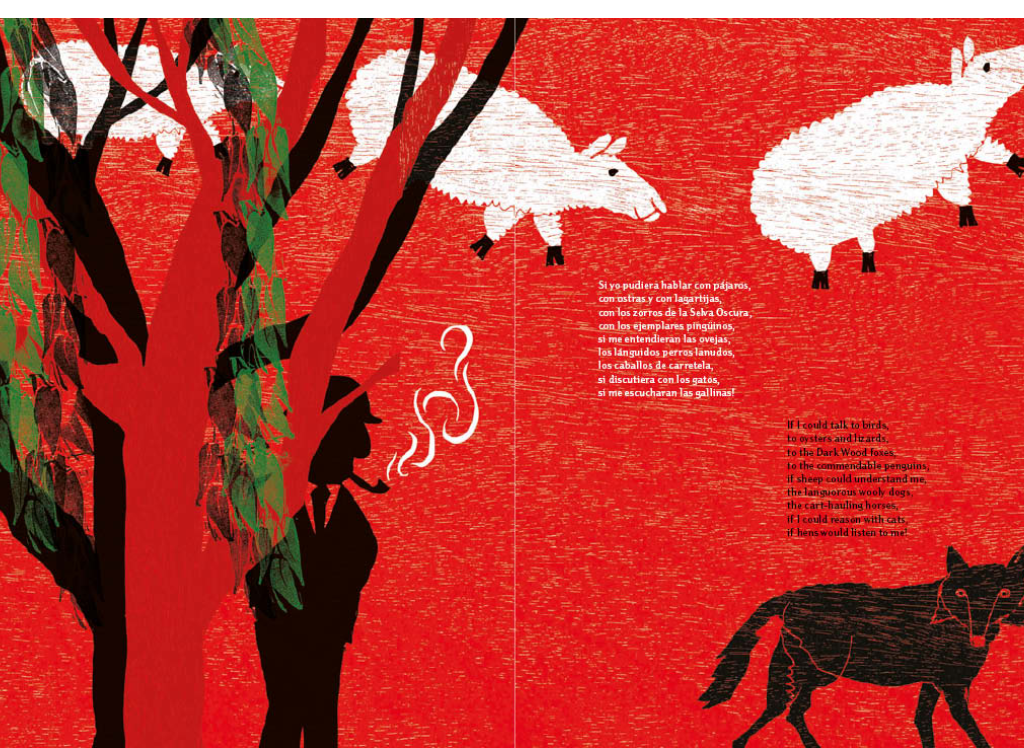 Si yo pudiera hablar con pájaros,
con ostras y con lagartijas,
con los zorros de la Selva Oscura,
con los ejemplares pingüinos,
si me entendieran las ovejas,
los lánguidos perros lanudos,
los caballos de carretela,
si discutiera con los gatos,
si me escucharan las gallinas!
If I could talk to birds,
to oysters and lizards,
to the Dark Wood foxes,
to the commendable penguins,
if sheep could understand me,
the languorous wooly dogs,
the cart-hauling horses,
if I could reason with cats,
if hens would listen to me!